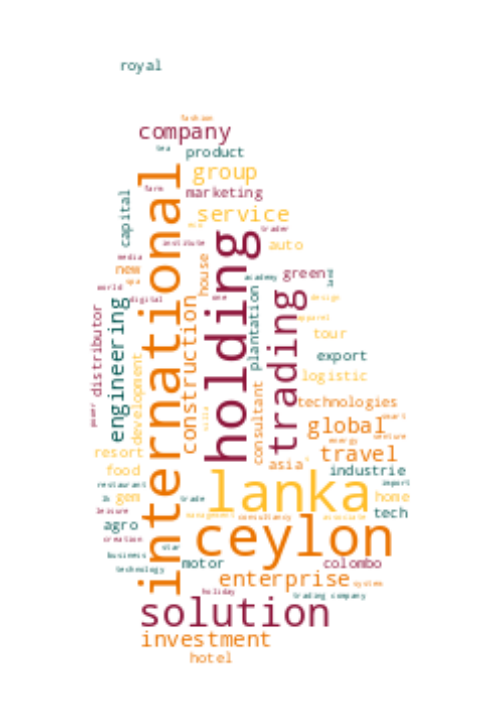 royal
fashion
company
tea
product
group
farm
marketing
capital
service
trader
international
holding
institute
auto
media
new
spa
house
academy
green
land
world
digital
one
design
distributor
engineering
construction
plantation
trading
apparel
tour
development
export
consultant
logistic
power
villa
technologies
global
smart
venture
energy
resort
travel
food
asia
industrie
restaurant
lanka
import
gem
trade
home
leisure
management
consultancy
associate
tech
agro
ceylon
creation
star
business
motor
colombo
technology
enterprise
system
holiday
trading company
solution
investment
hotel